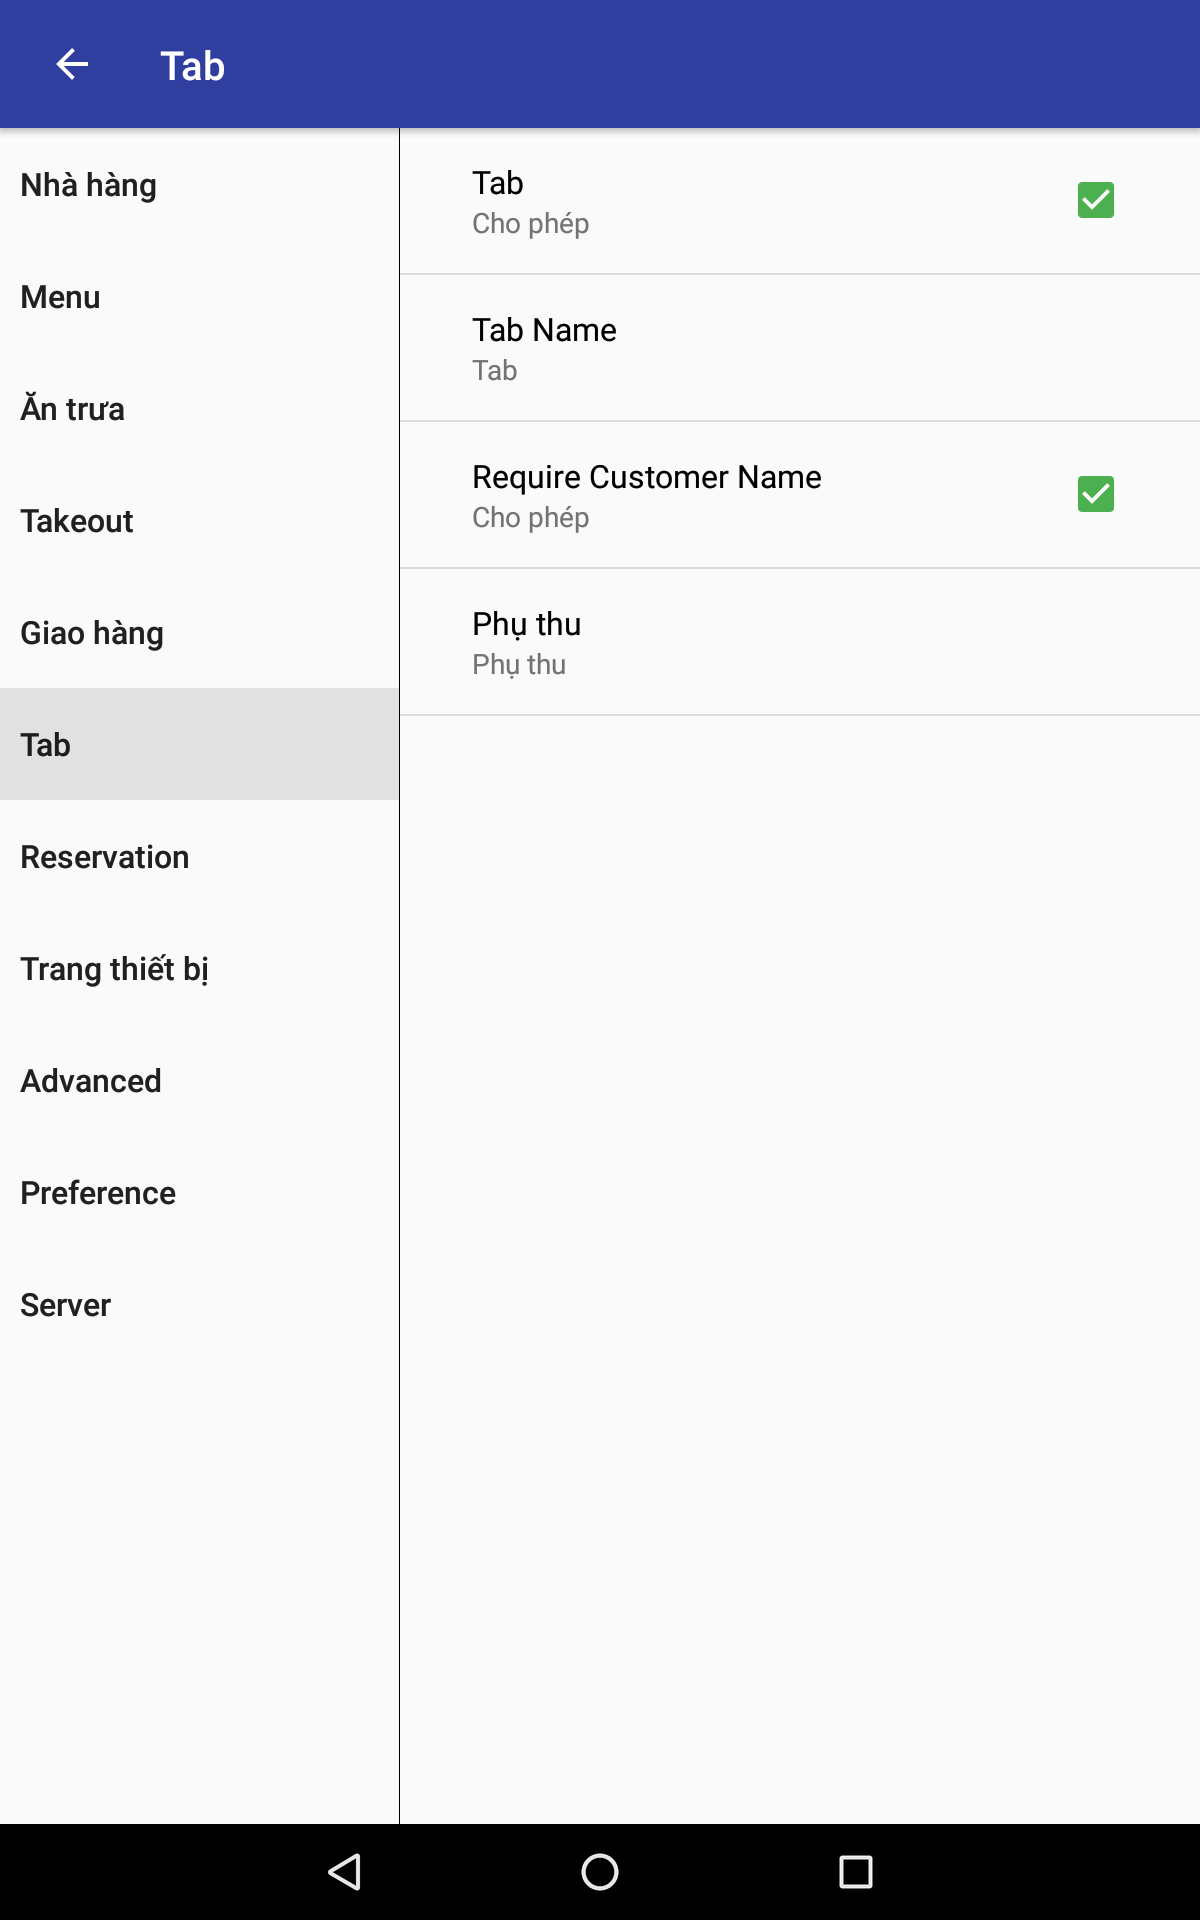 Tab
Nhà hàng
Menu
Ăn trưa
Takeout
Giao hàng
Tab
Reservation
Trang thiết bị
Advanced
Preference
Server
Tab
Cho phép
Tab Name
Tab
Require Customer Name
Cho phép
Phụ thu
Phụ thu